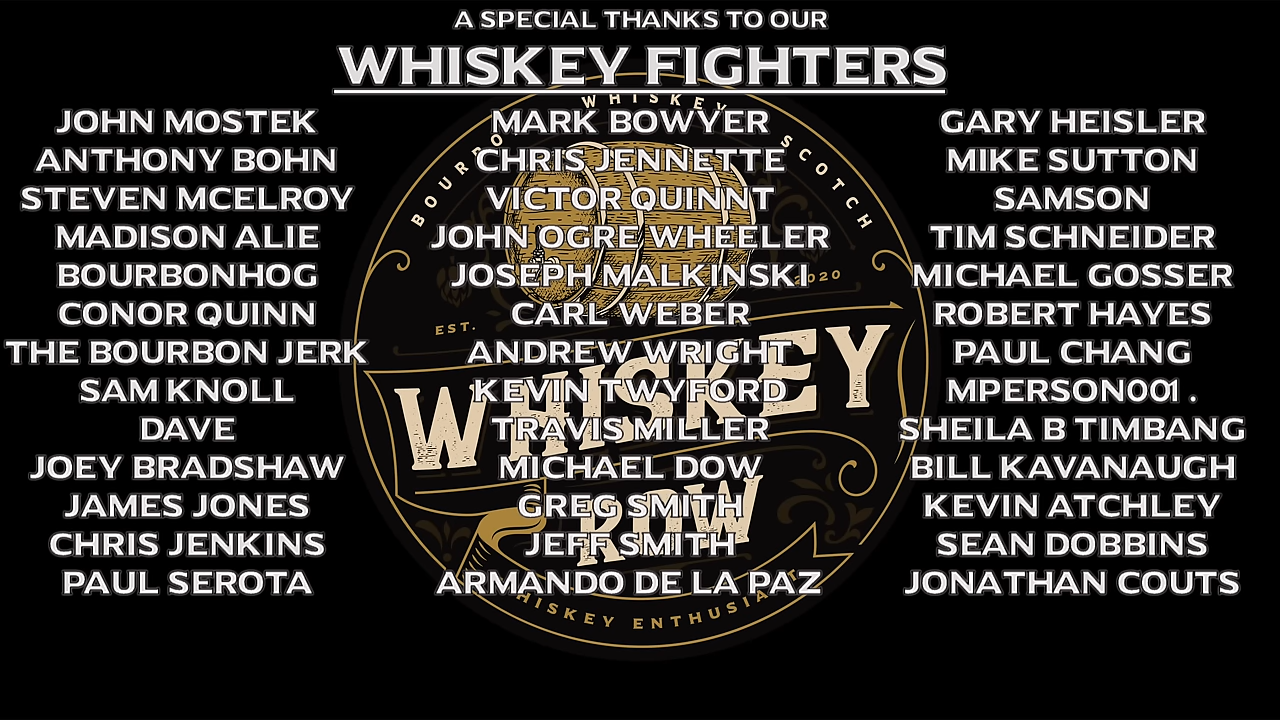 A SPECIAL THANKS TO OUR
WHISKEY FIGHTERS
JOHN MOSTEK
ANTHONY BOHN
STEVEN MCELROY
MADISON ALIE
BOURBONHOG
CONOR QUINN
THE BOURBON JERK
SAM KNOLL
DAVE
JOEY BRADSHAW
JAMES JONES
CHRIS JENKINS
PAUL SEROTA
MARK BOWYER
CHRIS JENNETTE
VICTOR QUINNT
JOHN OGRE WHEELER
JOSEPH MALKINSKI
CARL WEBER
ANDREW WRIGHT
KEVIN TWYFORD
TRAVIS MILLER
MICHAEL DOW
GREG SMITH
JEFF SMITH
ARMANDO DE LA PAZ
GARY HEISLER
MIKE SUTTON
SAMSON
TIM SCHNEIDER
MICHAEL GOSSER
ROBERT HAYES
PAUL CHANG
MPERSON001 .
SHEILA B TIMBANG
BILL KAVANAUGH
KEVIN ATCHLEY
SEAN DOBBINS
JONATHAN COUTS
BOURBON WHISKEY SCOTCH
EST. 2020
WHISKEY
ROW
WHISKEY ENTHUSIAST